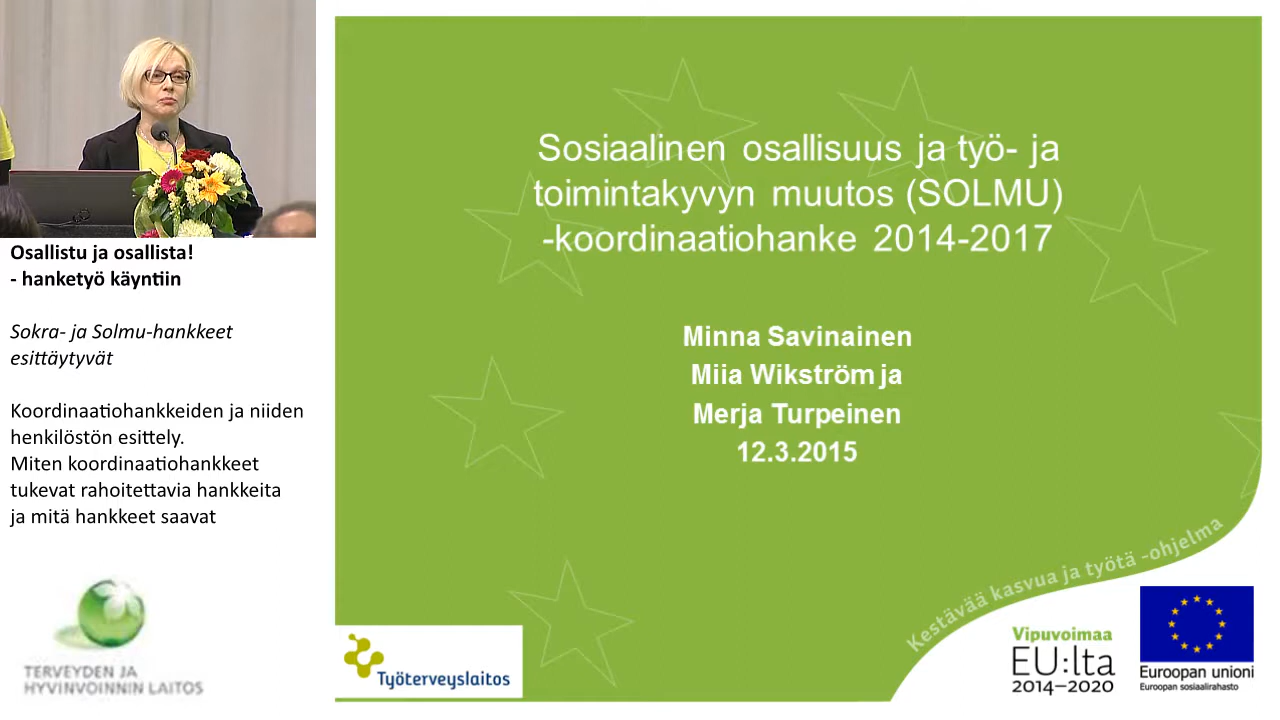 Osallistu ja osallista!
- hanketyö käyntiin
Sokra- ja Solmu-hankkeet
esittäytyvät
Koordinaatiohankkeiden ja niiden
henkilöstön esittely.
Miten koordinaatiohankkeet
tukevat rahoitettavia hankkeita
ja mitä hankkeet saavat
TERVEYDEN JA
HYVINVOINNIN LAITOS
Sosiaalinen osallisuus ja työ- ja
toimintakyvyn muutos (SOLMU)
-koordinaatiohanke 2014-2017
Minna Savinainen
Miia Wikström ja
Merja Turpeinen
12.3.2015
Kestävää kasvua ja työtä -ohjelma
Työterveyslaitos
Vipuvoimaa
EU:lta
2014–2020
Euroopan unioni
Euroopan sosiaalirahasto